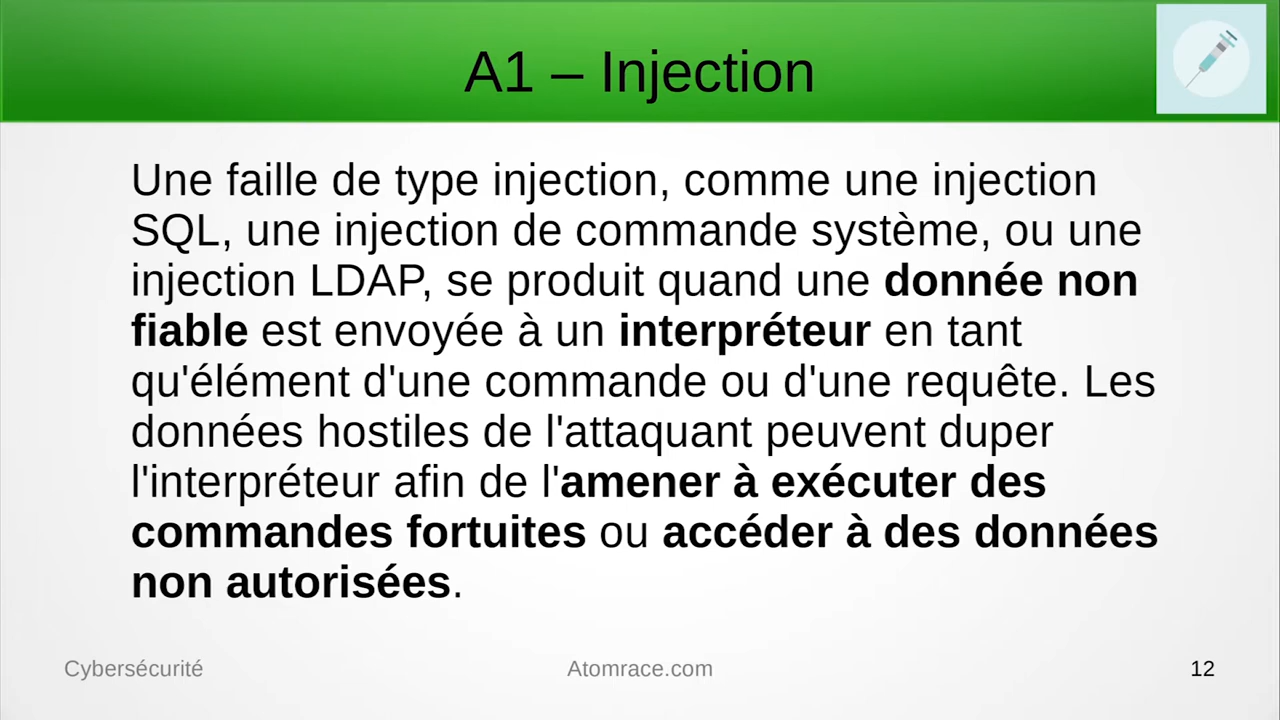 A1 – Injection
Une faille de type injection, comme une injection
SQL, une injection de commande système, ou une
injection LDAP, se produit quand une donnée non
fiable est envoyée à un interpréteur en tant
qu'élément d'une commande ou d'une requête. Les
données hostiles de l'attaquant peuvent duper
l'interpréteur afin de l'amener à exécuter des
commandes fortuites ou accéder à des données
non autorisées.
Cybersécurité
Atomrace.com
12